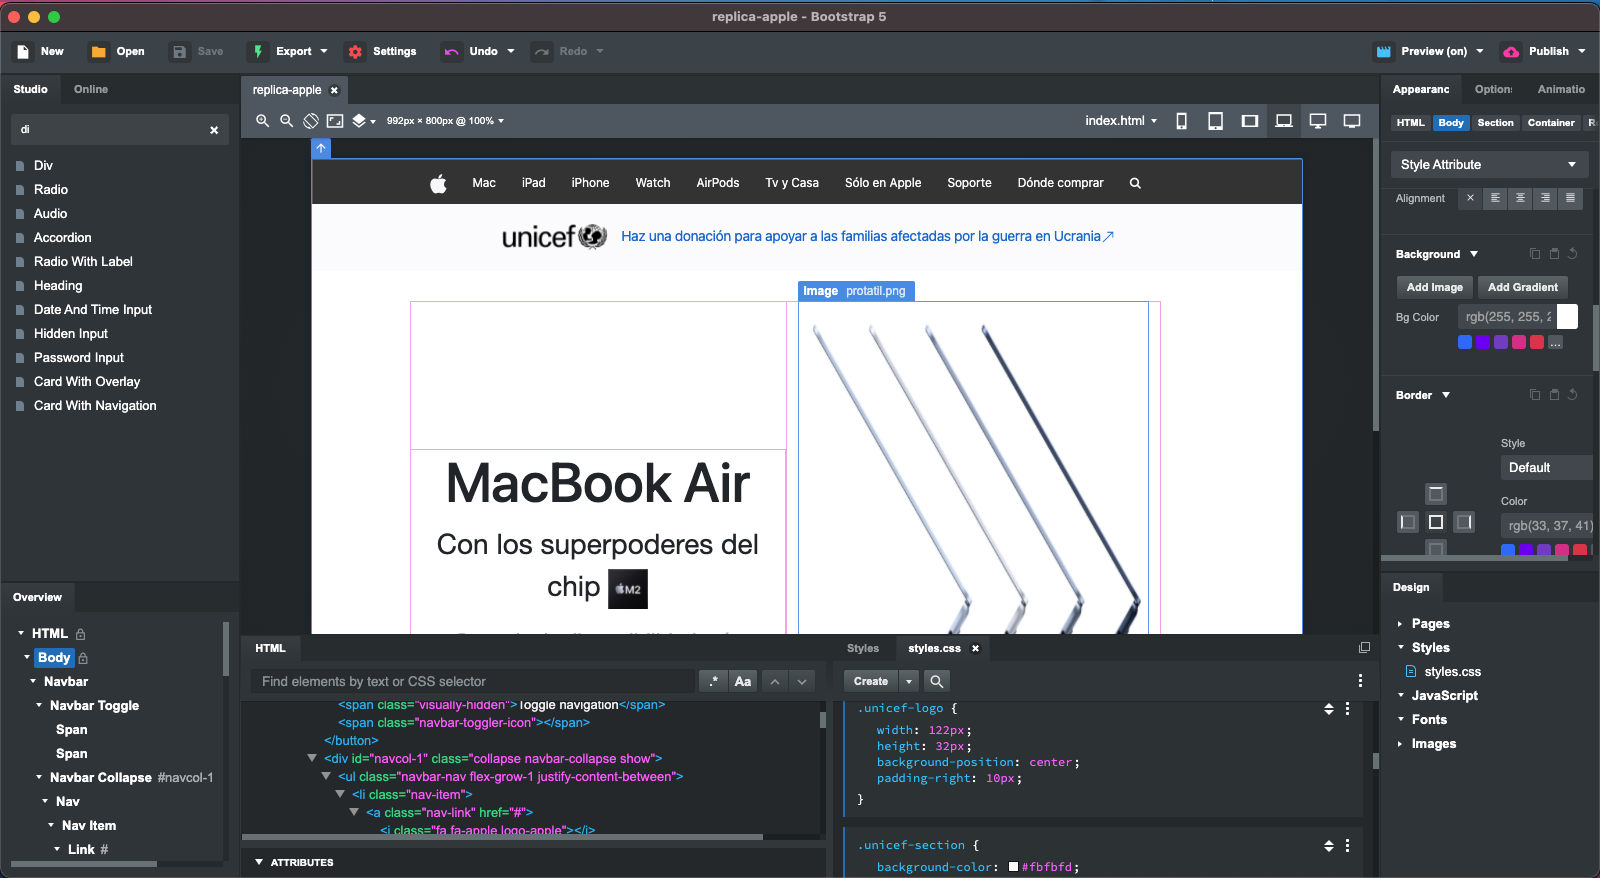 replica-apple - Bootstrap 5
New Open Save Export Settings Undo Redo Preview (on) Publish
Studio Online
di
Div
Radio
Audio
Accordion
Radio With Label
Heading
Date And Time Input
Hidden Input
Password Input
Card With Overlay
Card With Navigation
Overview
HTML
Body
Navbar
Navbar Toggle
Span
Span
Navbar Collapse #navcol-1
Nav
Nav Item
Link #
replica-apple
992px × 800px @ 100% index.html
Mac iPad iPhone Watch AirPods Tv y Casa Sólo en Apple Soporte Dónde comprar
unicef Haz una donación para apoyar a las familias afectadas por la guerra en Ucrania
Image protatil.png
MacBook Air
Con los superpoderes del
chip M2
HTML
Find elements by text or CSS selector .* Aa
<span class="visually-hidden">Toggle navigation</span>
<span class="navbar-toggler-icon"></span>
</button>
<div id="navcol-1" class="collapse navbar-collapse show">
<ul class="navbar-nav flex-grow-1 justify-content-between">
<li class="nav-item">
<a class="nav-link" href="#">
<i class="fa fa-apple logo-apple"></i>
ATTRIBUTES
Styles styles.css
Create
.unicef-logo {
width: 122px;
height: 32px;
background-position: center;
padding-right: 10px;
}
.unicef-section {
background-color: #fbfbfd;
Appearanc Option Animatio
HTML Body Section Container R
Style Attribute
Alignment
Background
Add Image Add Gradient
Bg Color rgb(255, 255, 2
...
Border
Style
Default
Color
rgb(33, 37, 41)
Design
Pages
Styles
styles.css
JavaScript
Fonts
Images